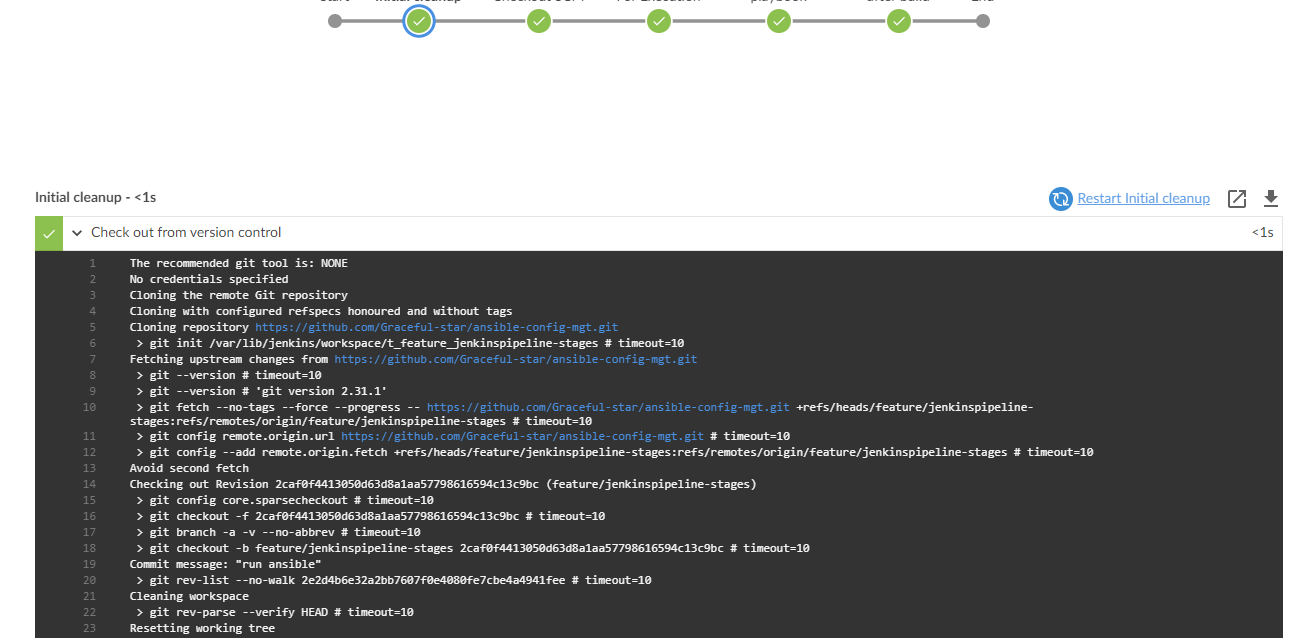 Initial cleanup - <1s
Restart Initial cleanup
Check out from version control
<1s
1 The recommended git tool is: NONE
2 No credentials specified
3 Cloning the remote Git repository
4 Cloning with configured refspecs honoured and without tags
5 Cloning repository https://github.com/Graceful-star/ansible-config-mgt.git
6 > git init /var/lib/jenkins/workspace/t_feature_jenkinspipeline-stages # timeout=10
7 Fetching upstream changes from https://github.com/Graceful-star/ansible-config-mgt.git
8 > git --version # timeout=10
9 > git --version # 'git version 2.31.1'
10 > git fetch --no-tags --force --progress -- https://github.com/Graceful-star/ansible-config-mgt.git +refs/heads/feature/jenkinspipeline-
stages:refs/remotes/origin/feature/jenkinspipeline-stages # timeout=10
11 > git config remote.origin.url https://github.com/Graceful-star/ansible-config-mgt.git # timeout=10
12 > git config --add remote.origin.fetch +refs/heads/feature/jenkinspipeline-stages:refs/remotes/origin/feature/jenkinspipeline-stages # timeout=10
13 Avoid second fetch
14 Checking out Revision 2caf0f4413050d63d8a1aa57798616594c13c9bc (feature/jenkinspipeline-stages)
15 > git config core.sparsecheckout # timeout=10
16 > git checkout -f 2caf0f4413050d63d8a1aa57798616594c13c9bc # timeout=10
17 > git branch -a -v --no-abbrev # timeout=10
18 > git checkout -b feature/jenkinspipeline-stages 2caf0f4413050d63d8a1aa57798616594c13c9bc # timeout=10
19 Commit message: "run ansible"
20 > git rev-list --no-walk 2e2d4b6e32a2bb7607f0e4080fe7cbe4a4941fee # timeout=10
21 Cleaning workspace
22 > git rev-parse --verify HEAD # timeout=10
23 Resetting working tree